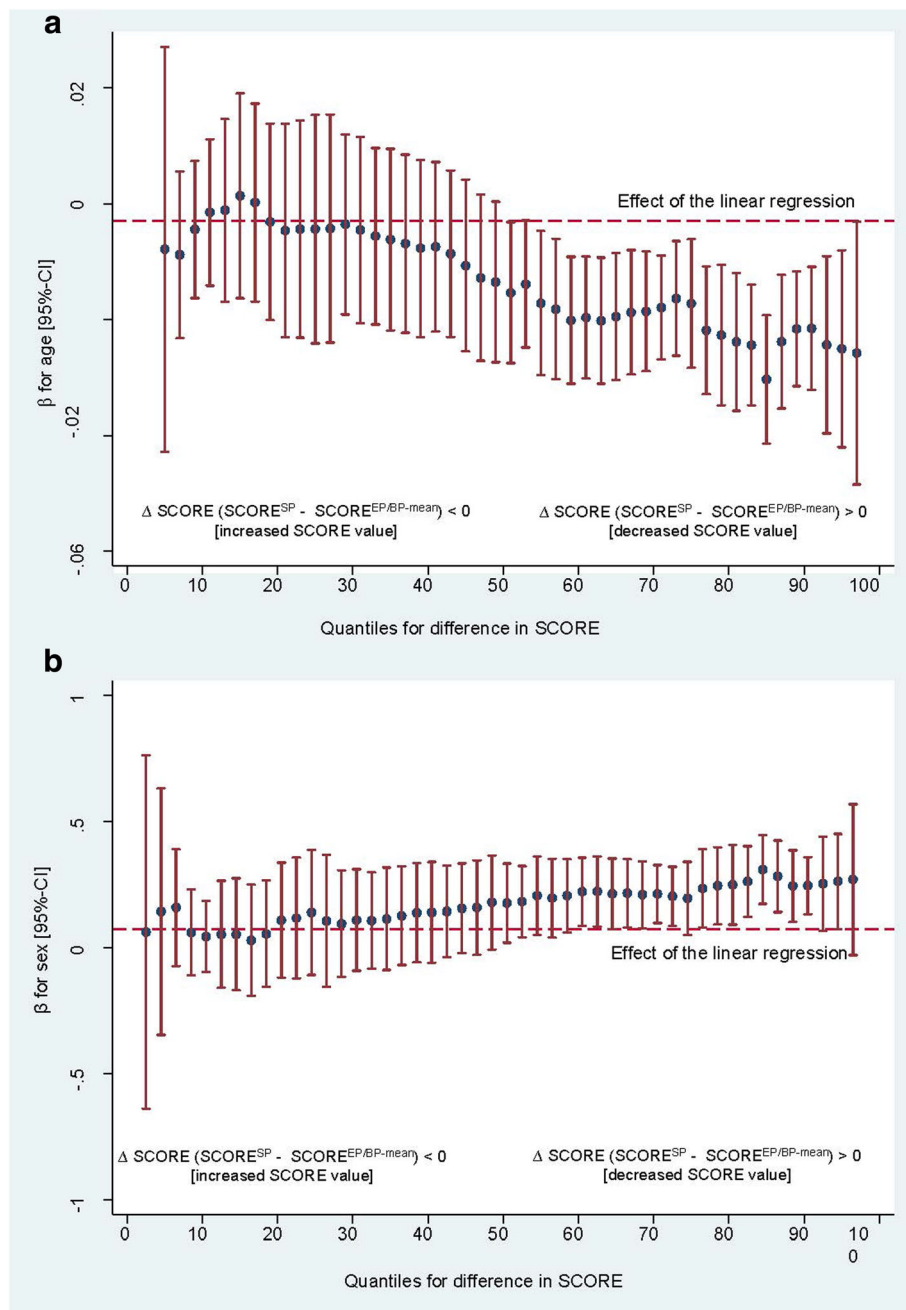 a
.02
0
-.02
-.06
β for age [95%-CI]
Effect of the linear regression
Δ SCORE (SCORE^SP - SCORE^EP/BP-mean) < 0
[increased SCORE value]
Δ SCORE (SCORE^SP - SCORE^EP/BP-mean) > 0
[decreased SCORE value]
0 10 20 30 40 50 60 70 80 90 100
Quantiles for difference in SCORE
b
1
.5
0
-.5
-1
β for sex [95%-CI]
Effect of the linear regression
Δ SCORE (SCORE^SP - SCORE^EP/BP-mean) < 0
[increased SCORE value]
Δ SCORE (SCORE^SP - SCORE^EP/BP-mean) > 0
[decreased SCORE value]
0 10 20 30 40 50 60 70 80 90 10
0
Quantiles for difference in SCORE